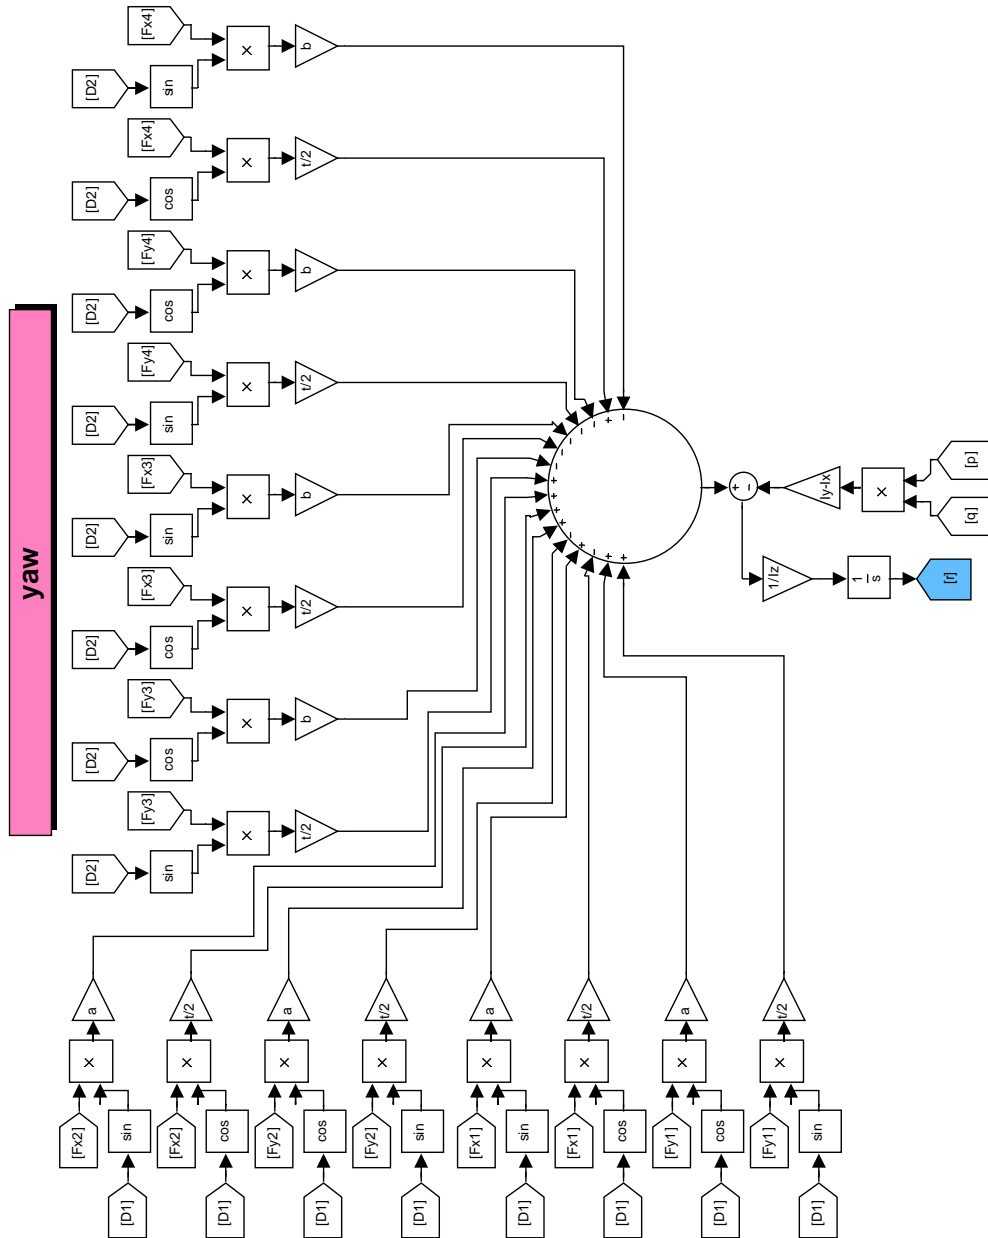 yaw
[D2]
sin
[Fy3]
×
t/2
[D2]
cos
[Fy3]
×
b
[D2]
cos
[Fx3]
×
t/2
[D2]
sin
[Fx3]
×
b
[D2]
sin
[Fy4]
×
t/2
[D2]
cos
[Fy4]
×
b
[D2]
cos
[Fx4]
×
t/2
[D2]
sin
[Fx4]
×
b
[Fx2]
[D1]
sin
×
a
[Fx2]
[D1]
cos
×
t/2
[Fy2]
[D1]
cos
×
a
[Fy2]
[D1]
sin
×
t/2
[Fx1]
[D1]
sin
×
a
[Fx1]
[D1]
cos
×
t/2
[Fy1]
[D1]
cos
×
a
[Fy1]
[D1]
sin
×
t/2
+
+
−
+
−
+
+
+
+
−
−
−
−
−
+
−
+
−
1/Iz
1
s
[r]
Iy-Ix
×
[q]
[p]